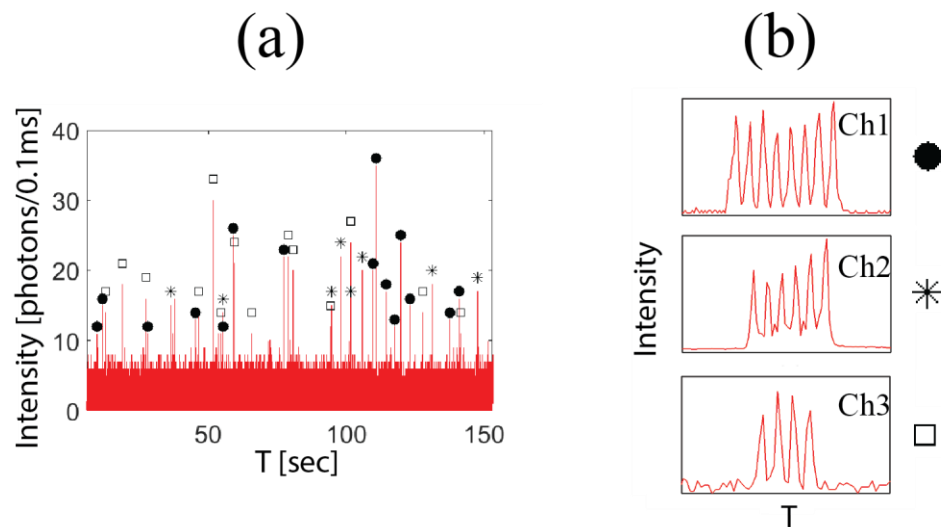 (a)
Intensity [photons/0.1ms]
40
30
20
10
0
50
100
150
T [sec]
(b)
Ch1
Ch2
Ch3
Intensity
T